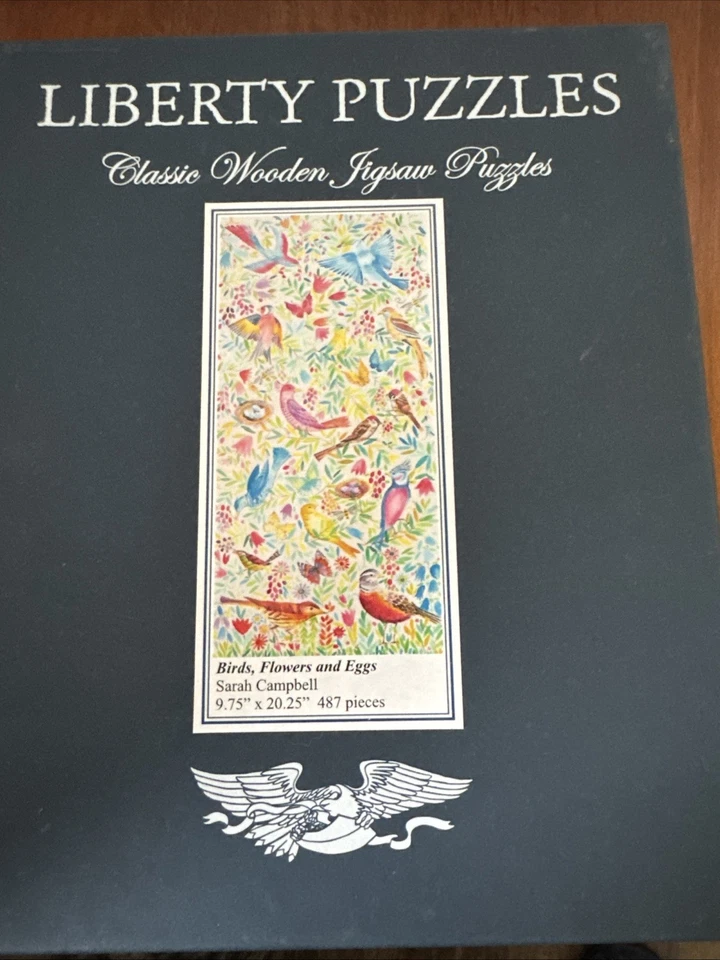 LIBERTY PUZZLES
Classic Wooden Jigsaw Puzzles
Birds, Flowers and Eggs
Sarah Campbell
9.75” x 20.25” 487 pieces